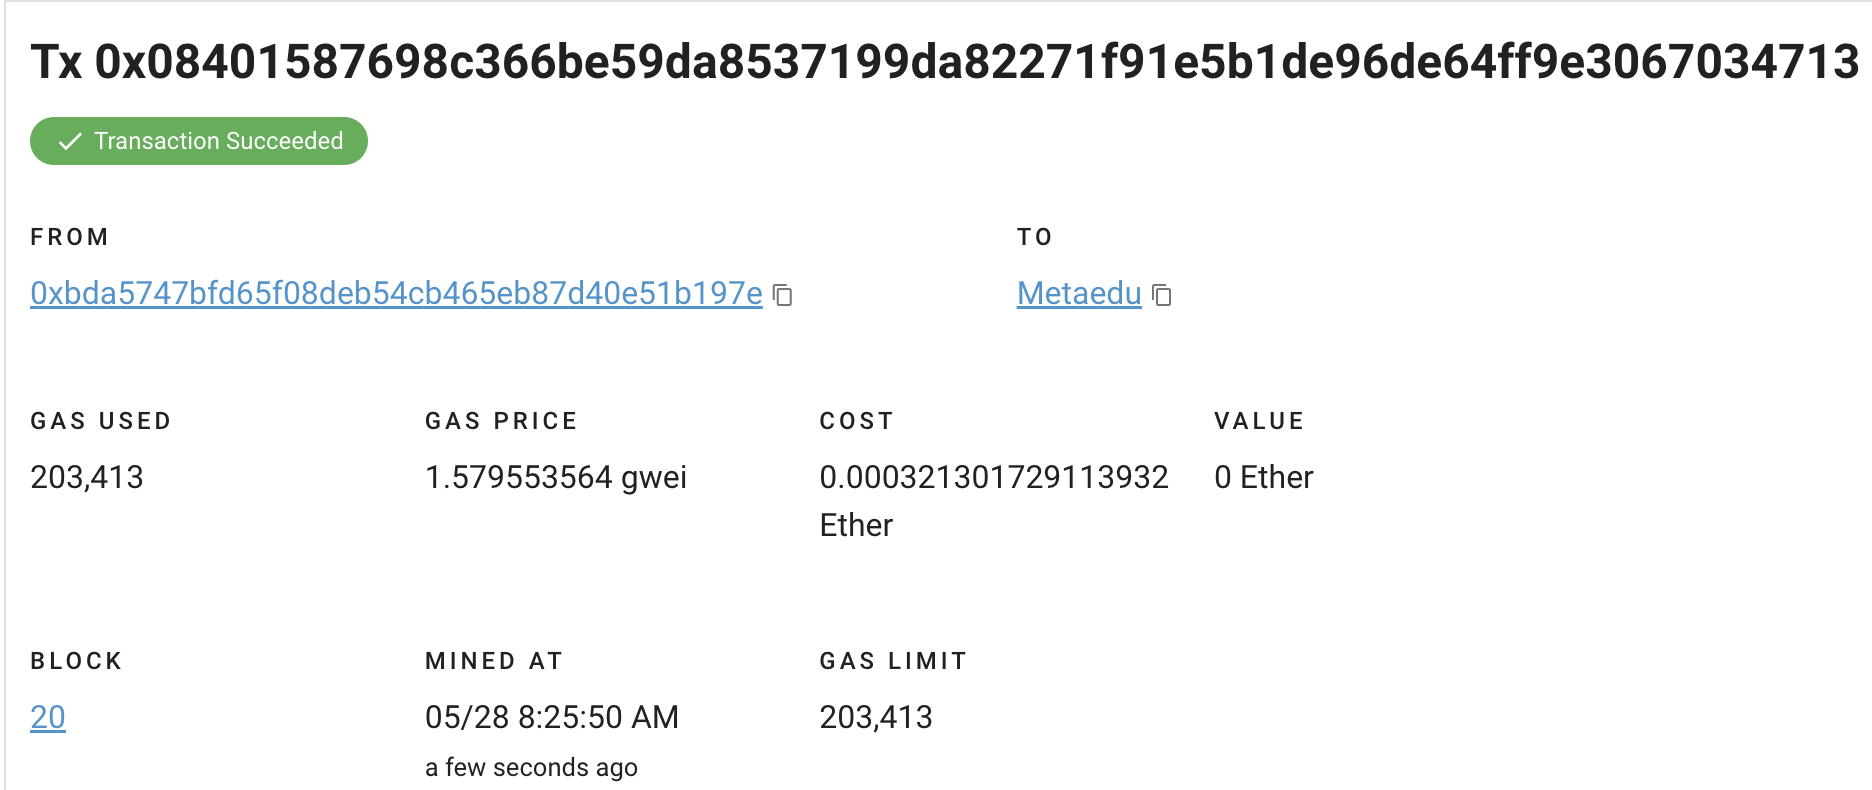 Tx 0x08401587698c366be59da8537199da82271f91e5b1de96de64ff9e3067034713
Transaction Succeeded
FROM
TO
0xbda5747bfd65f08deb54cb465eb87d40e51b197e
Metaedu
GAS USED
GAS PRICE
COST
VALUE
203,413
1.579553564 gwei
0.000321301729113932
Ether
0 Ether
BLOCK
MINED AT
GAS LIMIT
20
05/28 8:25:50 AM
203,413
a few seconds ago